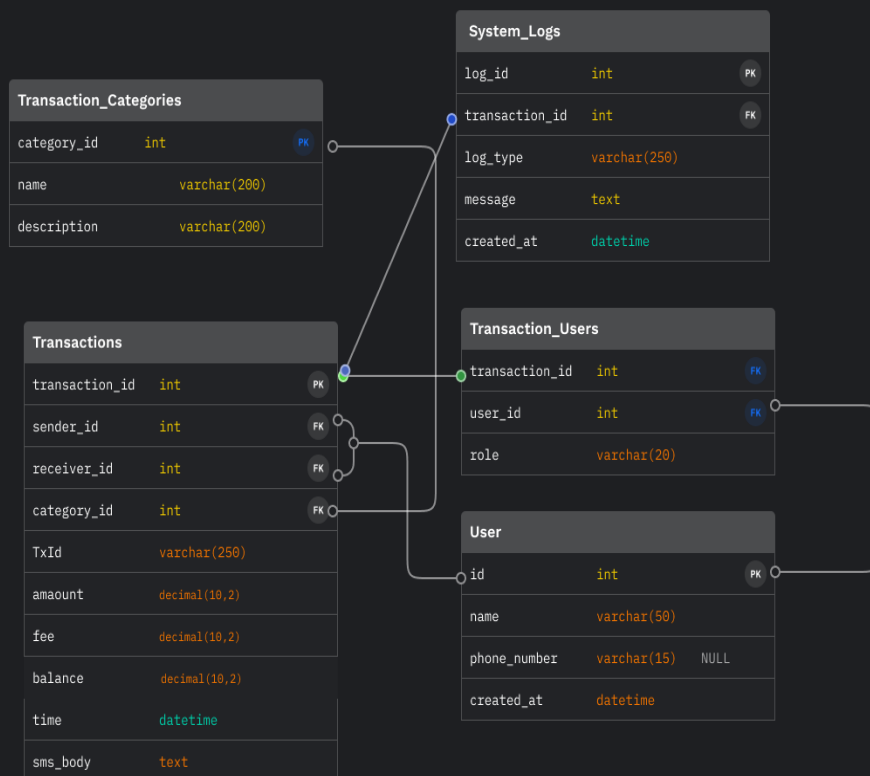 Transaction_Categories
category_id int PK
name varchar(200)
description varchar(200)
System_Logs
log_id int PK
transaction_id int FK
log_type varchar(250)
message text
created_at datetime
Transactions
transaction_id int PK
sender_id int FK
receiver_id int FK
category_id int FK
TxId varchar(250)
amaount decimal(10,2)
fee decimal(10,2)
balance decimal(10,2)
time datetime
sms_body text
Transaction_Users
transaction_id int FK
user_id int FK
role varchar(20)
User
id int PK
name varchar(50)
phone_number varchar(15) NULL
created_at datetime